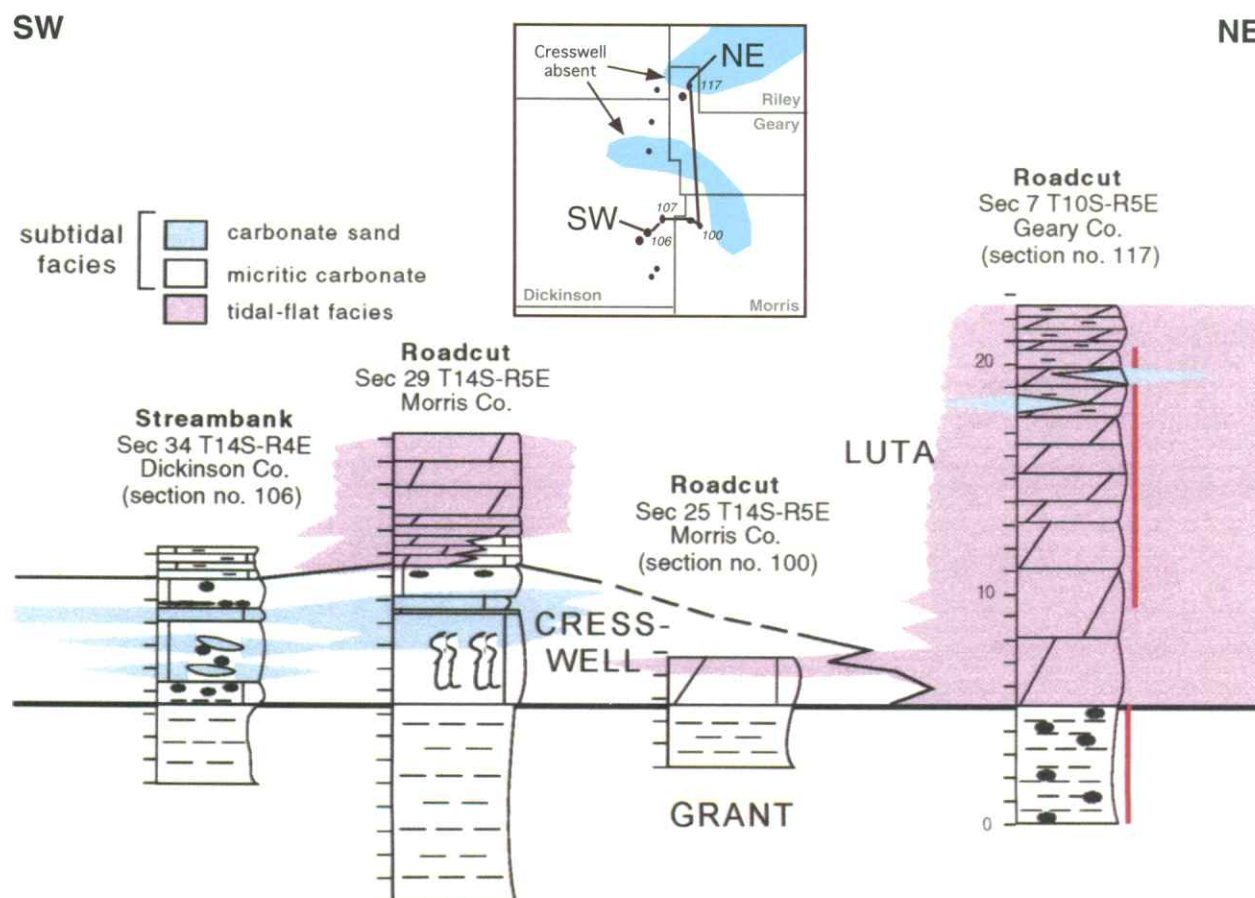 SW
NE
Cresswell
absent
NE
117
Riley
Geary
SW
107
106
100
Dickinson
Morris
subtidal
facies
carbonate sand
micritic carbonate
tidal-flat facies
Streambank
Sec 34 T14S-R4E
Dickinson Co.
(section no. 106)
Roadcut
Sec 29 T14S-R5E
Morris Co.
Roadcut
Sec 25 T14S-R5E
Morris Co.
(section no. 100)
Roadcut
Sec 7 T10S-R5E
Geary Co.
(section no. 117)
20
LUTA
10
CRESS-
WELL
GRANT
0